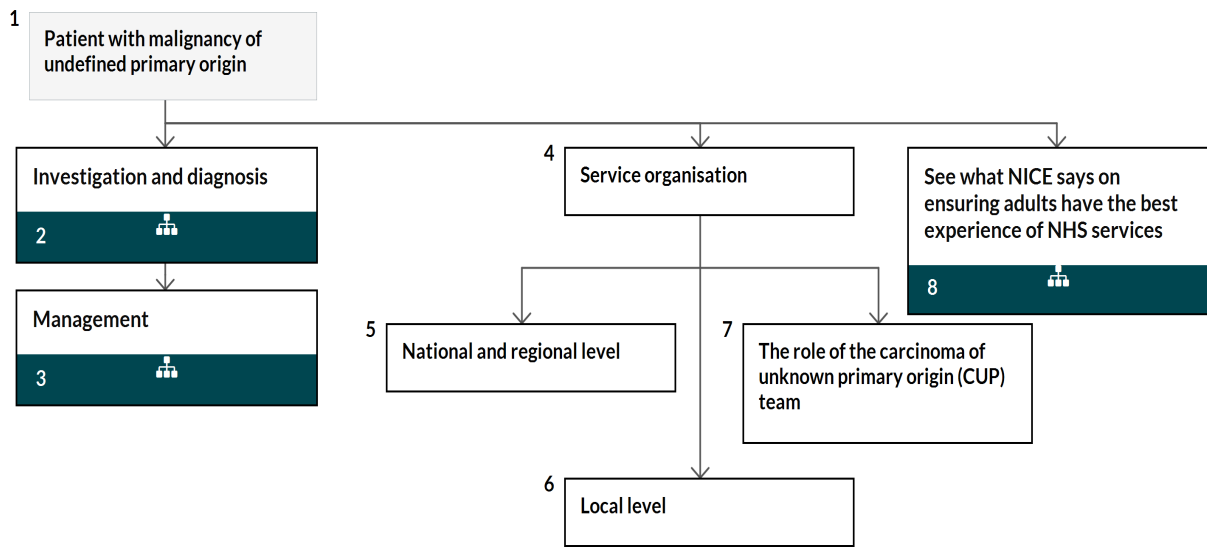 1
Patient with malignancy of
undefined primary origin
Investigation and diagnosis
2
Management
3
4
Service organisation
5
National and regional level
6
Local level
7
The role of the carcinoma of
unknown primary origin (CUP)
team
See what NICE says on
ensuring adults have the best
experience of NHS services
8